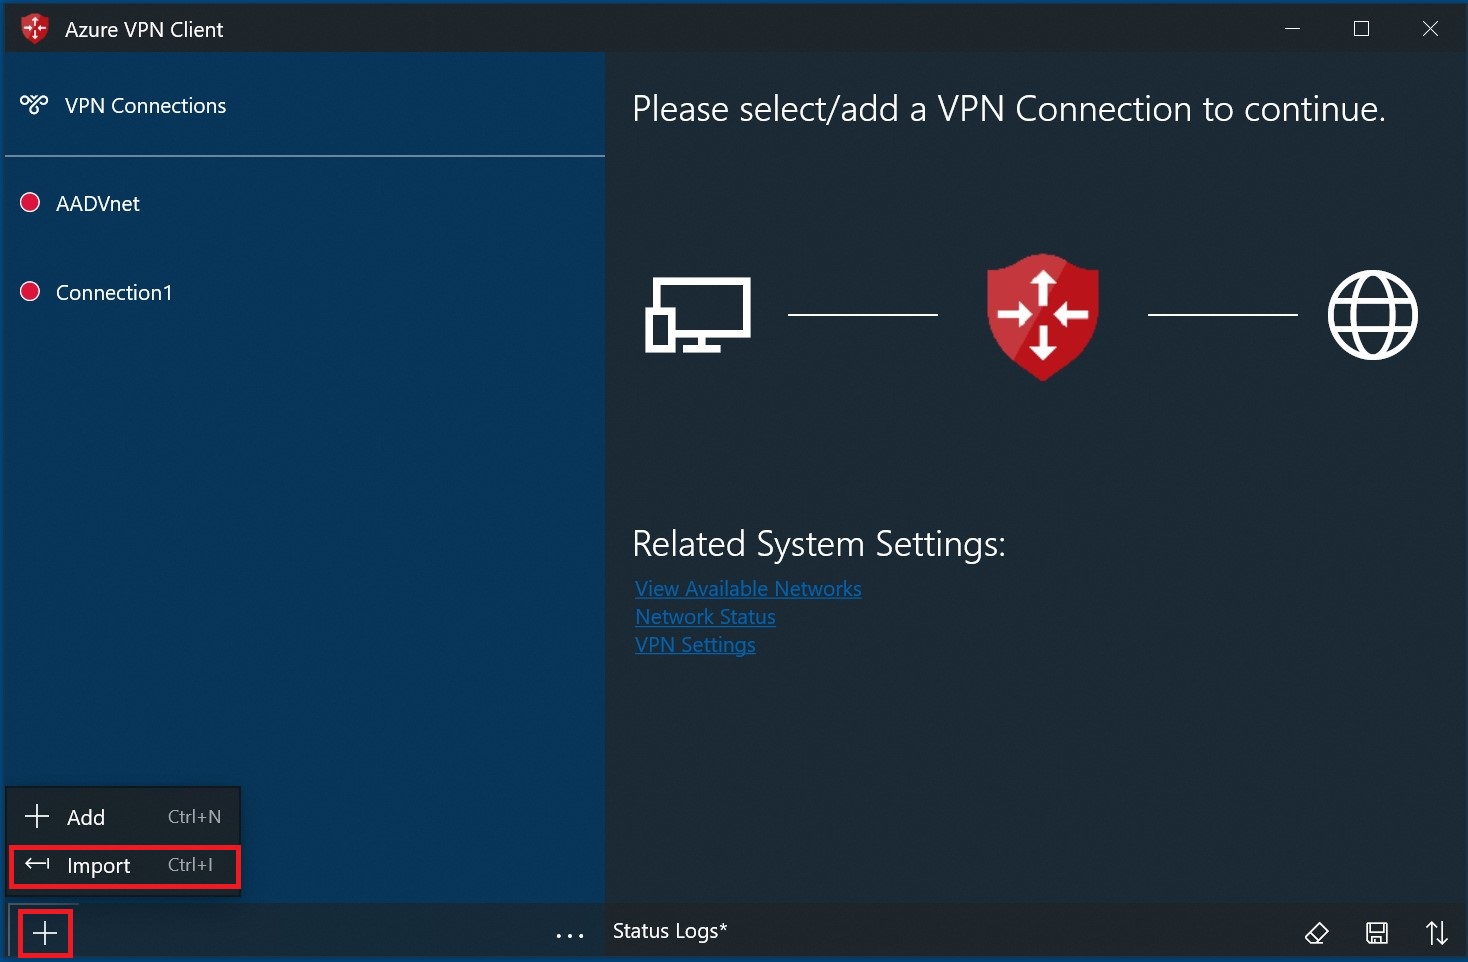 Azure VPN Client
VPN Connections
AADVnet
Connection1
Please select/add a VPN Connection to continue.
Related System Settings:
View Available Networks
Network Status
VPN Settings
Add Ctrl+N
Import Ctrl+I
Status Logs*